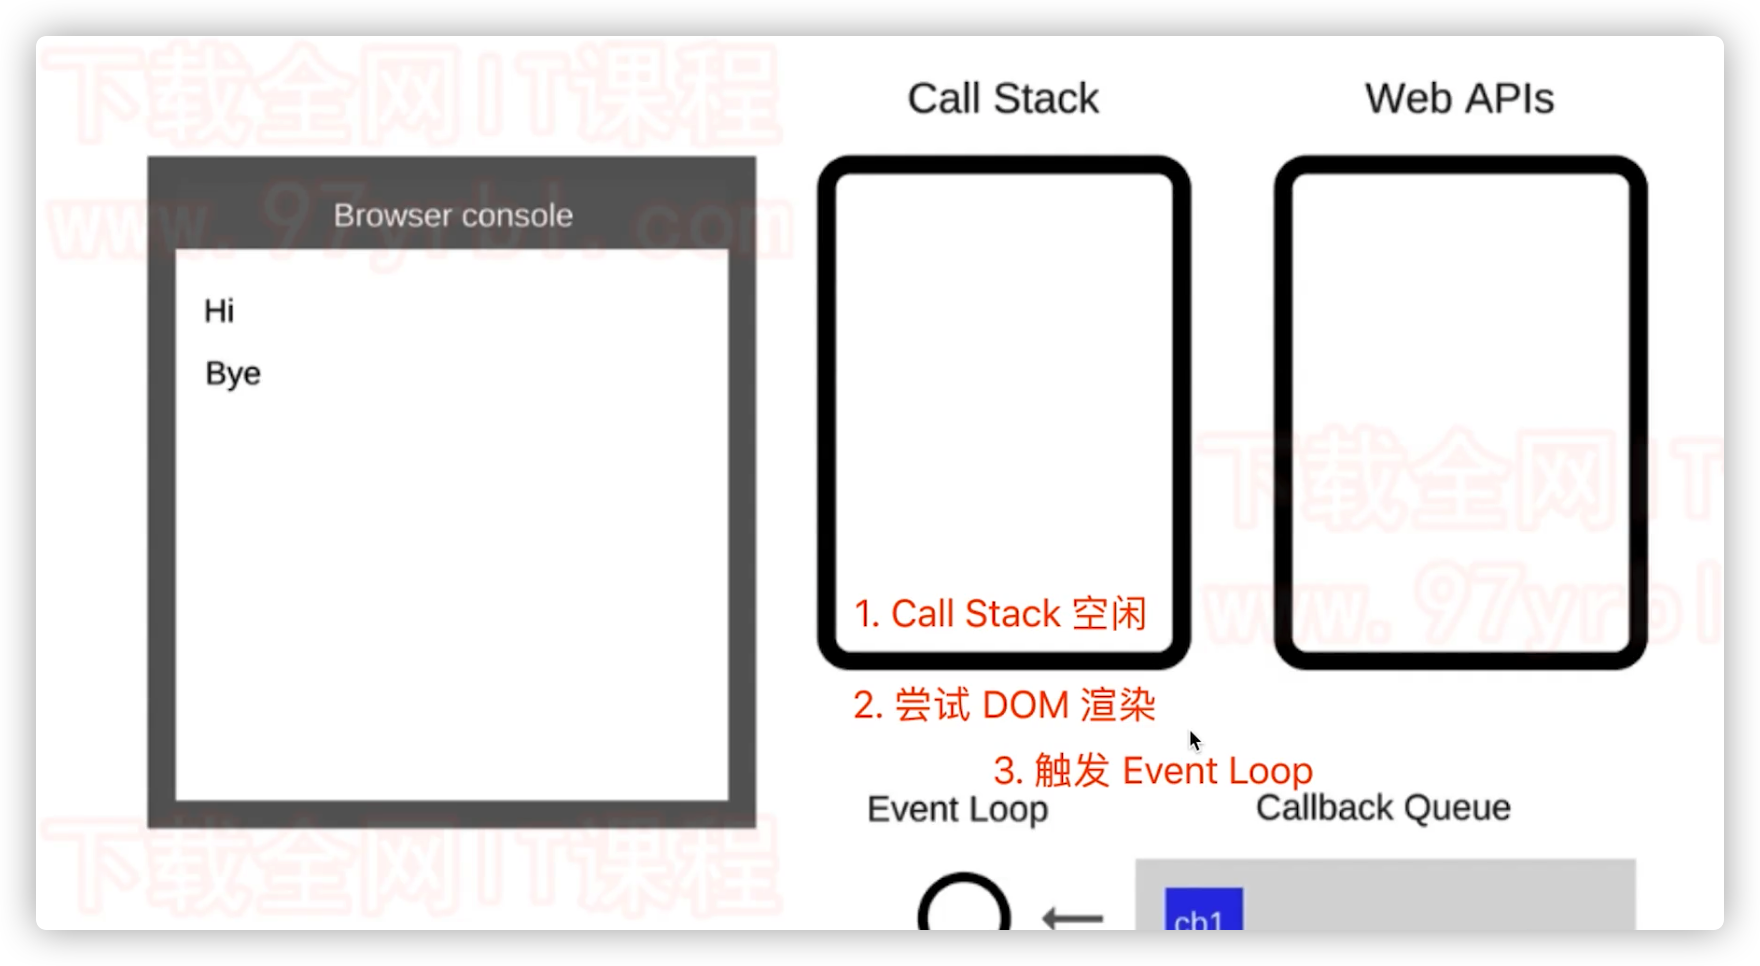 下载全网IT课程
www.97yrbl.com
Call Stack
Web APIs
Browser console
Hi
Bye
下载全网IT
www.97yrbl
1. Call Stack 空闲
2. 尝试 DOM 渲染
3. 触发 Event Loop
Event Loop
Callback Queue
下载全网IT课程
cb1